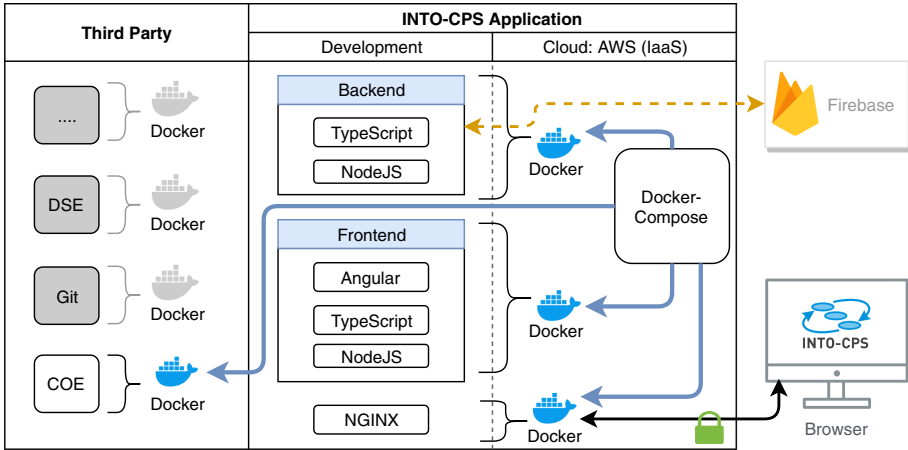 Third Party
INTO-CPS Application
Development
Cloud: AWS (IaaS)
....
Docker
DSE
Docker
Git
Docker
COE
Docker
Backend
TypeScript
NodeJS
Docker
Frontend
Angular
TypeScript
NodeJS
Docker
NGINX
Docker
Docker-
Compose
Firebase
INTO-CPS
Browser